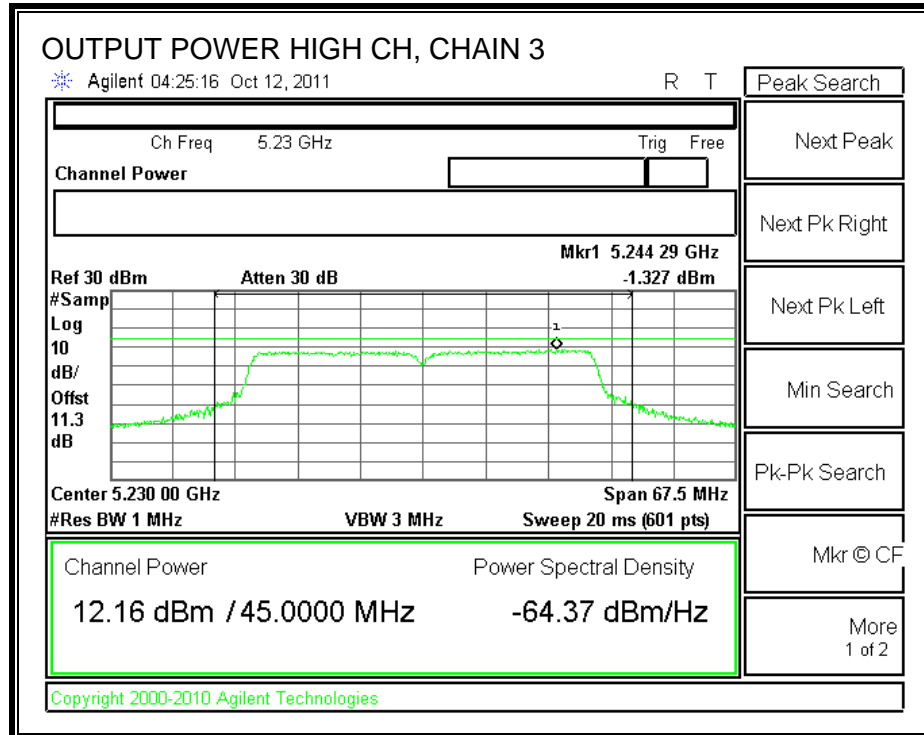 OUTPUT POWER HIGH CH, CHAIN 3
Agilent 04:25:16 Oct 12, 2011 R T
Peak Search
Ch Freq 5.23 GHz Trig Free
Channel Power
Next Peak
Next Pk Right
Mkr1 5.244 29 GHz
Ref 30 dBm Atten 30 dB -1.327 dBm
#Samp
Log
10
dB/
Offst
11.3
dB
1
Next Pk Left
Min Search
Pk-Pk Search
Center 5.230 00 GHz Span 67.5 MHz
#Res BW 1 MHz VBW 3 MHz Sweep 20 ms (601 pts)
Channel Power Power Spectral Density
12.16 dBm / 45.0000 MHz -64.37 dBm/Hz
Mkr © CF
More
1 of 2
Copyright 2000-2010 Agilent Technologies